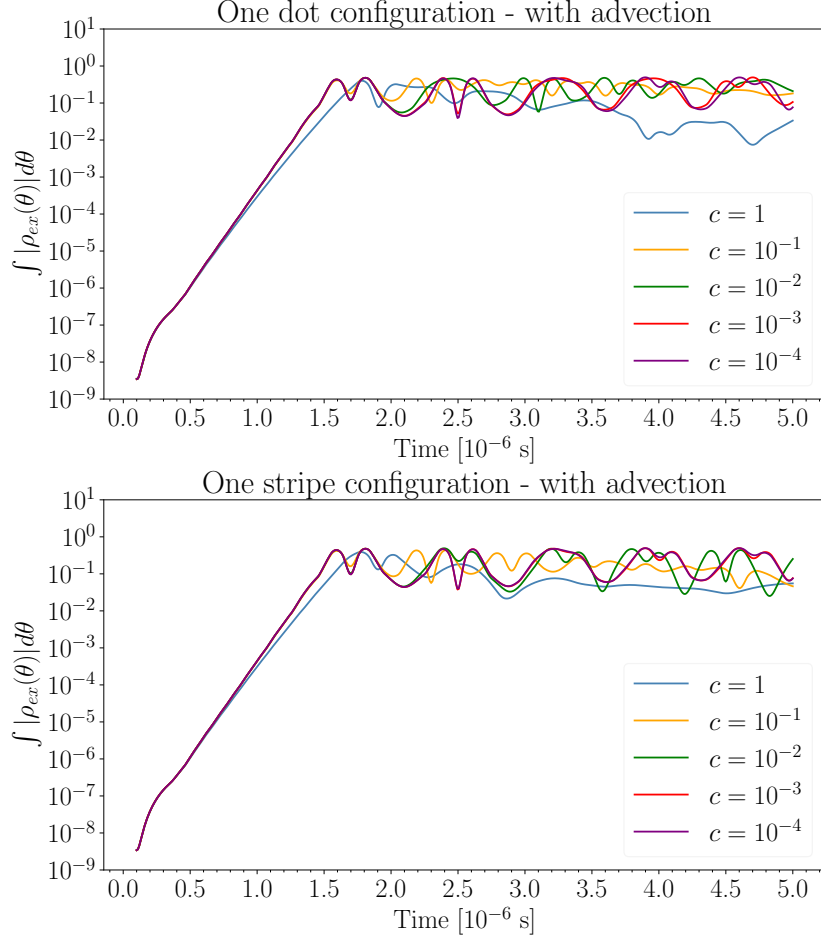 One dot configuration - with advection
10^1
10^0
10^{-1}
10^{-2}
10^{-3}
10^{-4}
10^{-5}
10^{-6}
10^{-7}
10^{-8}
10^{-9}
∫|ρ_{ex}(θ)|dθ
c = 1
c = 10^{-1}
c = 10^{-2}
c = 10^{-3}
c = 10^{-4}
0.0 0.5 1.0 1.5 2.0 2.5 3.0 3.5 4.0 4.5 5.0
Time [10^{-6} s]
One stripe configuration - with advection
10^1
10^0
10^{-1}
10^{-2}
10^{-3}
10^{-4}
10^{-5}
10^{-6}
10^{-7}
10^{-8}
10^{-9}
∫|ρ_{ex}(θ)|dθ
c = 1
c = 10^{-1}
c = 10^{-2}
c = 10^{-3}
c = 10^{-4}
0.0 0.5 1.0 1.5 2.0 2.5 3.0 3.5 4.0 4.5 5.0
Time [10^{-6} s]